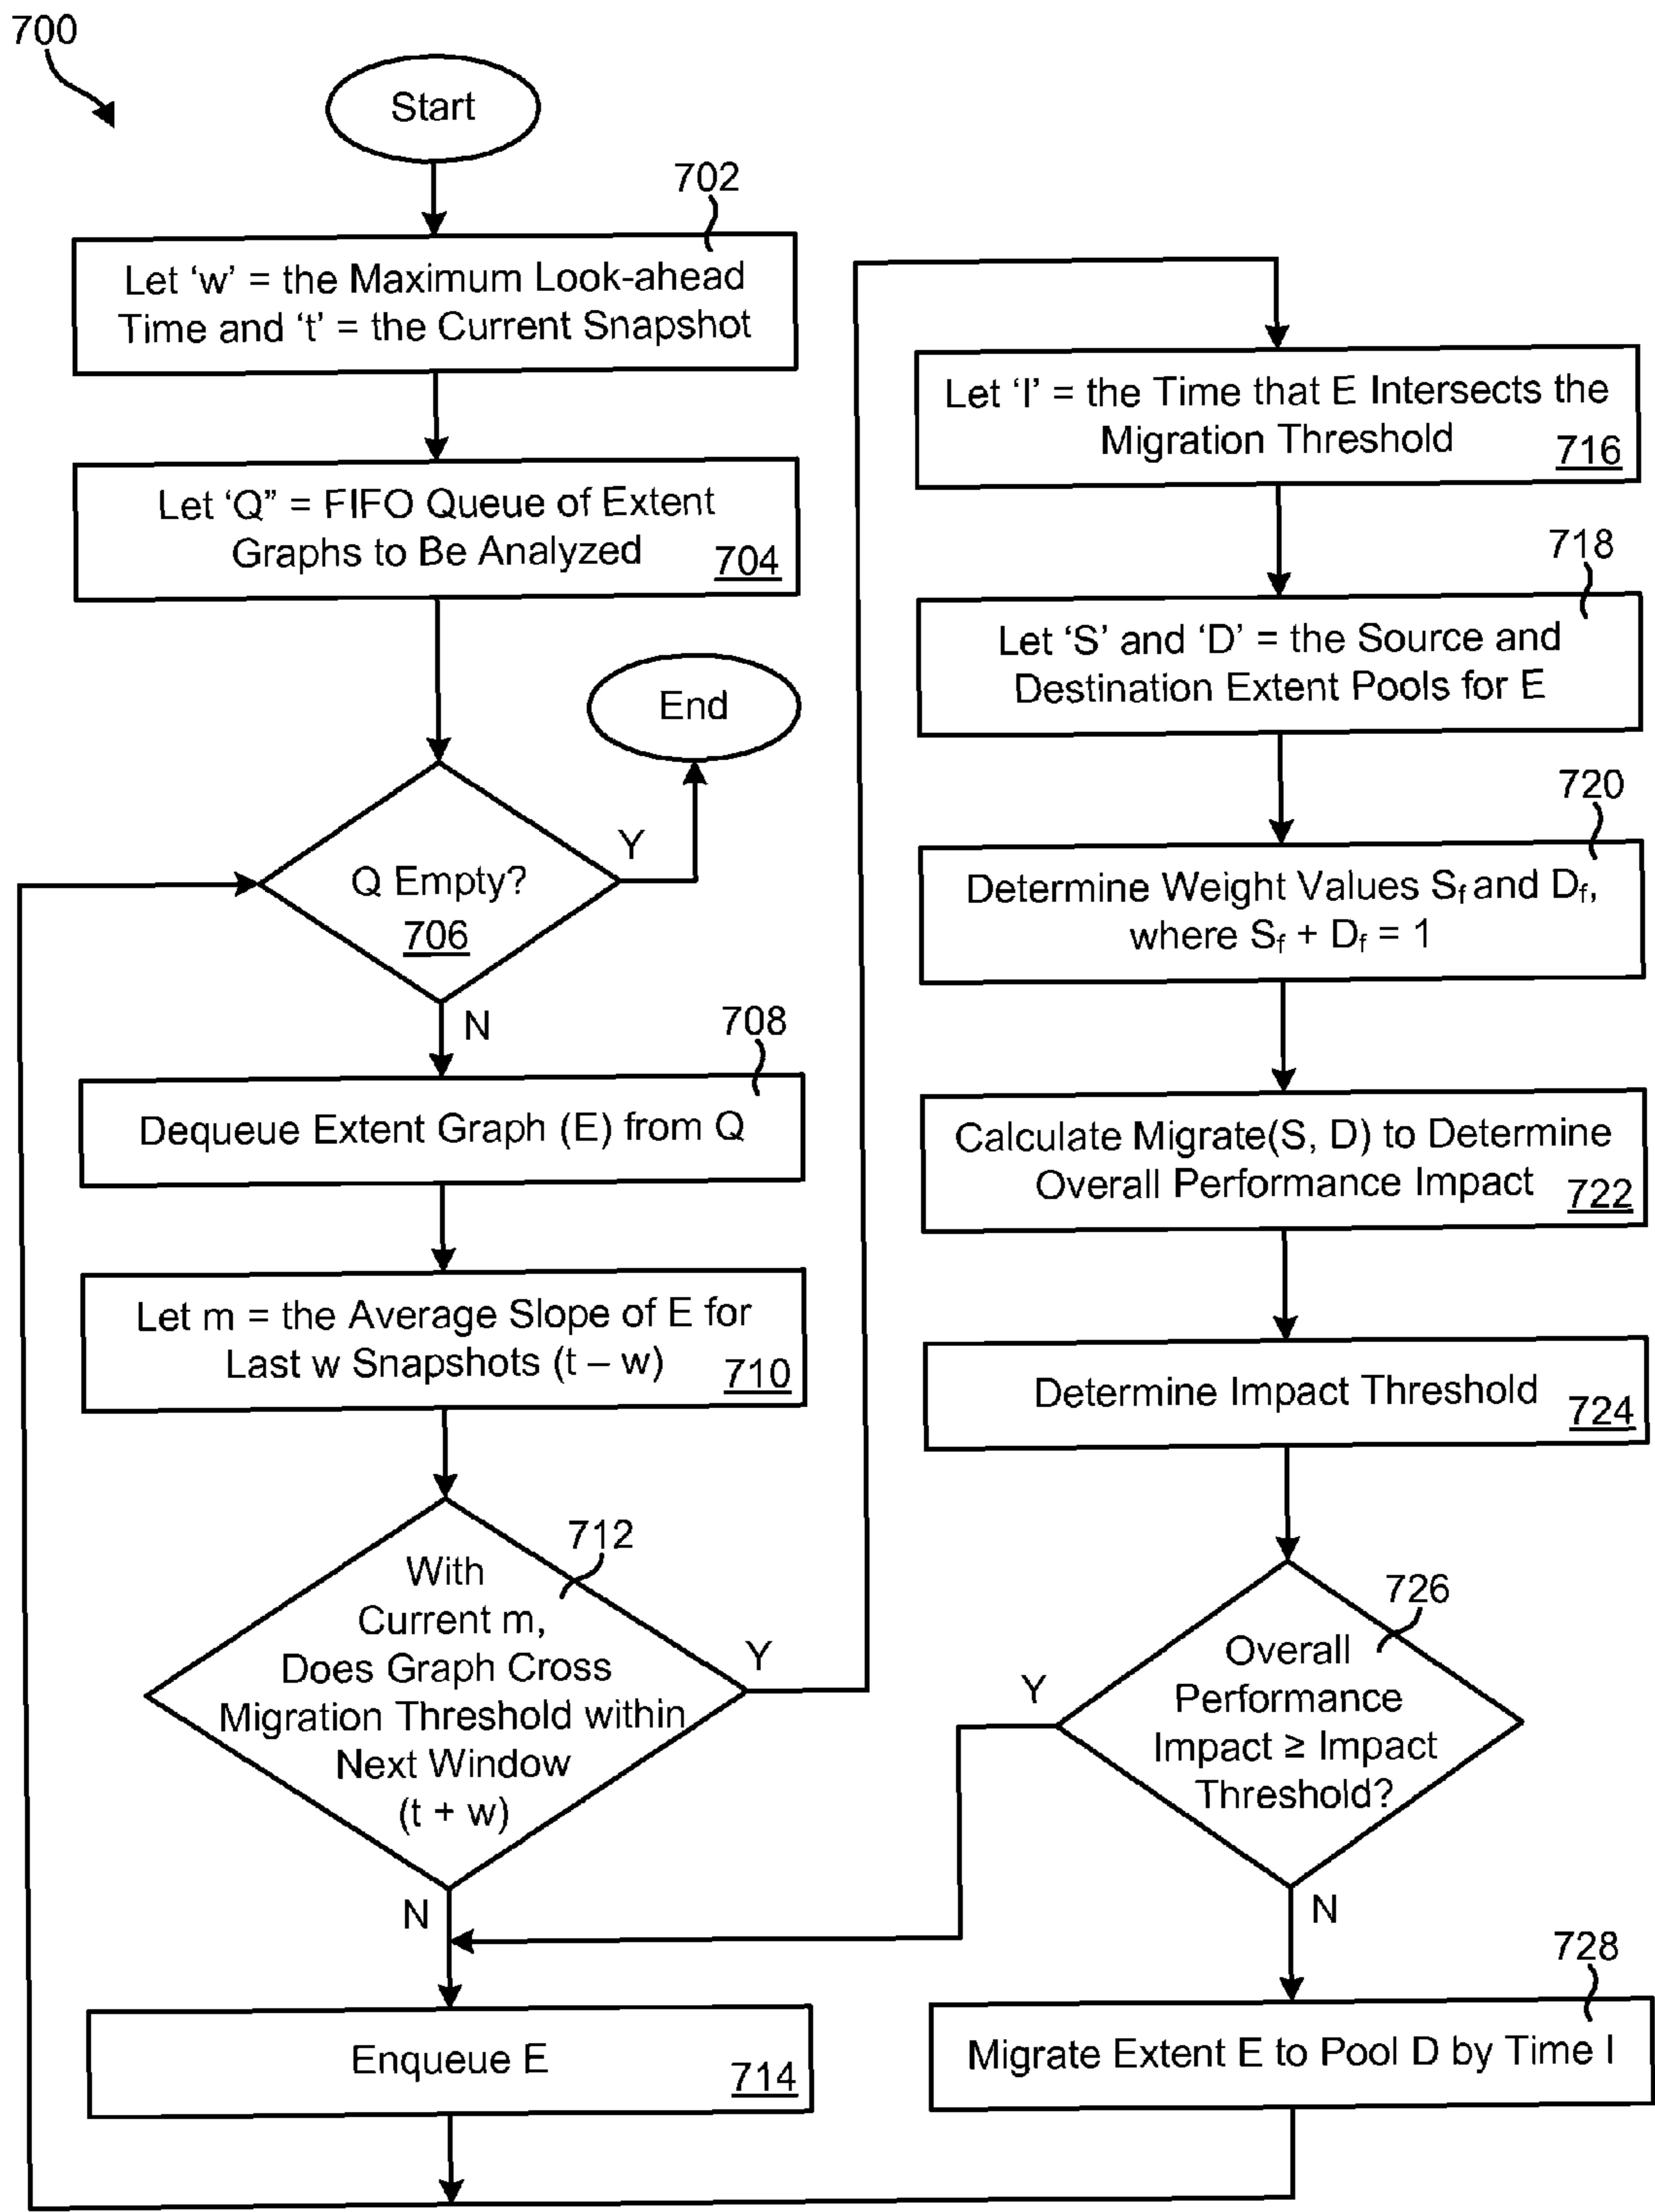 700
Start
702
Let ‘w’ = the Maximum Look-ahead
Time and ‘t’ = the Current Snapshot
Let ‘Q” = FIFO Queue of Extent
Graphs to Be Analyzed
704
End
Q Empty?
706
Y
N
708
Dequeue Extent Graph (E) from Q
Let m = the Average Slope of E for
Last w Snapshots (t – w)
710
712
With
Current m,
Does Graph Cross
Migration Threshold within
Next Window
(t + w)
Y
N
Enqueue E
714
Let ‘I’ = the Time that E Intersects the
Migration Threshold
716
718
Let ‘S’ and ‘D’ = the Source and
Destination Extent Pools for E
720
Determine Weight Values Sf and Df,
where Sf + Df = 1
Calculate Migrate(S, D) to Determine
Overall Performance Impact
722
Determine Impact Threshold
724
726
Overall
Performance
Impact ≥ Impact
Threshold?
Y
N
728
Migrate Extent E to Pool D by Time I